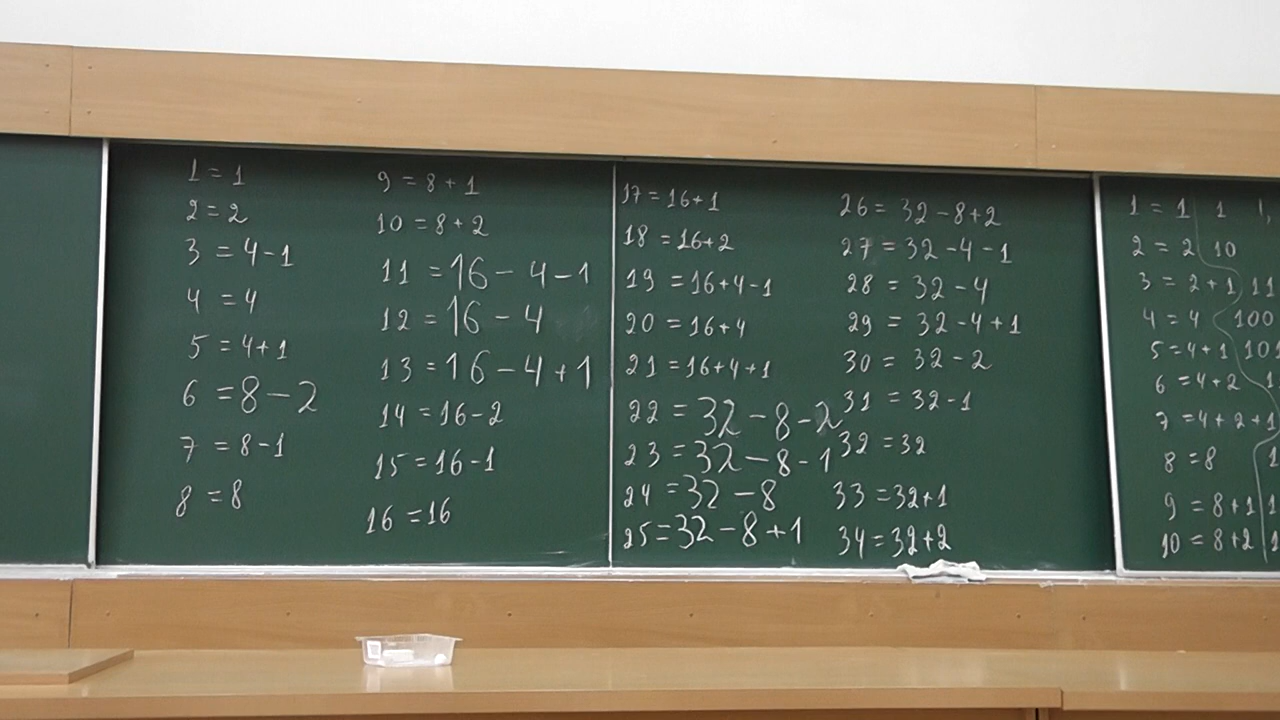 1 = 1
2 = 2
3 = 4 - 1
4 = 4
5 = 4 + 1
6 = 8 - 2
7 = 8 - 1
8 = 8
9 = 8 + 1
10 = 8 + 2
11 = 16 - 4 - 1
12 = 16 - 4
13 = 16 - 4 + 1
14 = 16 - 2
15 = 16 - 1
16 = 16
17 = 16 + 1
18 = 16 + 2
19 = 16 + 4 - 1
20 = 16 + 4
21 = 16 + 4 + 1
22 = 32 - 8 - 2
23 = 32 - 8 - 1
24 = 32 - 8
25 = 32 - 8 + 1
26 = 32 - 8 + 2
27 = 32 - 4 - 1
28 = 32 - 4
29 = 32 - 4 + 1
30 = 32 - 2
31 = 32 - 1
32 = 32
33 = 32 + 1
34 = 32 + 2
1 = 1 1 1,
2 = 2 10
3 = 2 + 1 11
4 = 4 100
5 = 4 + 1 101
6 = 4 + 2 1
7 = 4 + 2 + 1
8 = 8 1
9 = 8 + 1 1
10 = 8 + 2 1